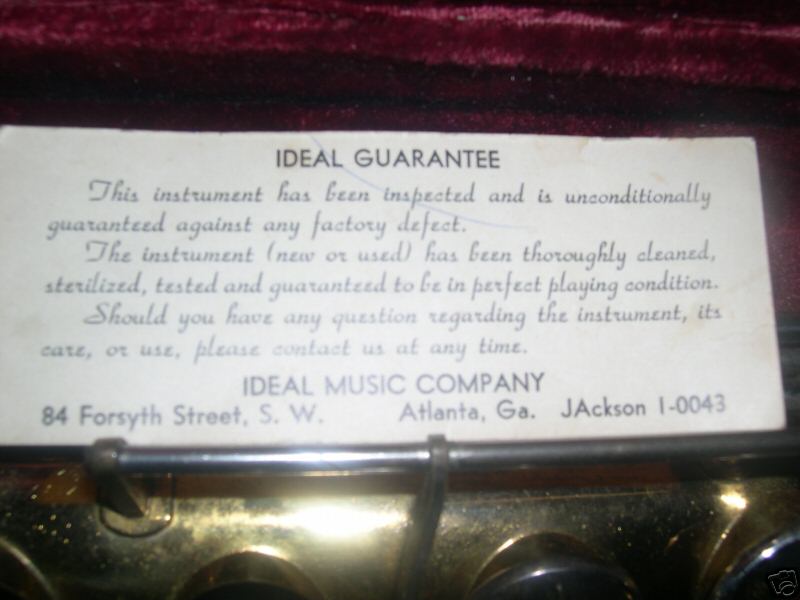 IDEAL GUARANTEE
This instrument has been inspected and is unconditionally
guaranteed against any factory defect.
The instrument (new or used) has been thoroughly cleaned,
sterilized, tested and guaranteed to be in perfect playing condition.
Should you have any question regarding the instrument, its
care, or use, please contact us at any time.
IDEAL MUSIC COMPANY
84 Forsyth Street, S. W. Atlanta, Ga. JAckson 1-0043